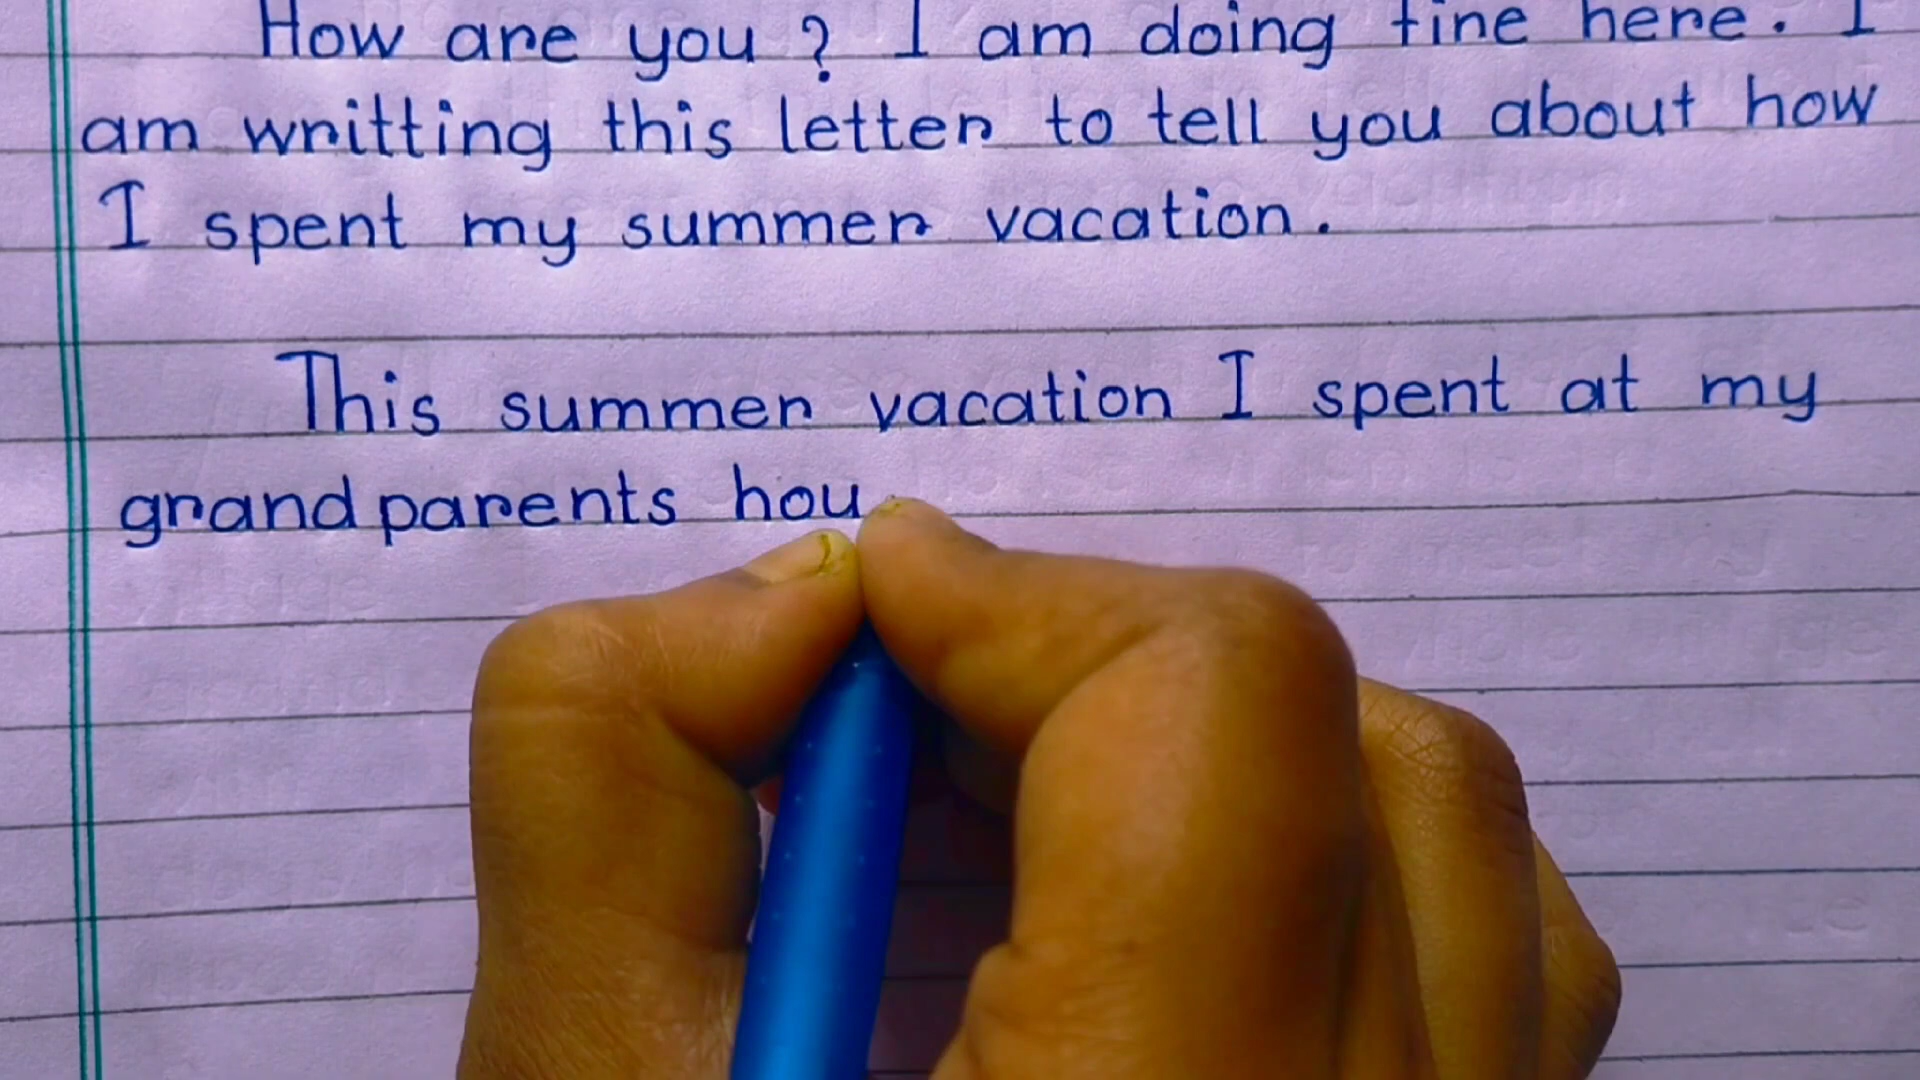 How are you? I am doing fine here. I
am writting this letter to tell you about how
I spent my summer vacation.
This summer vacation I spent at my
grandparents hou